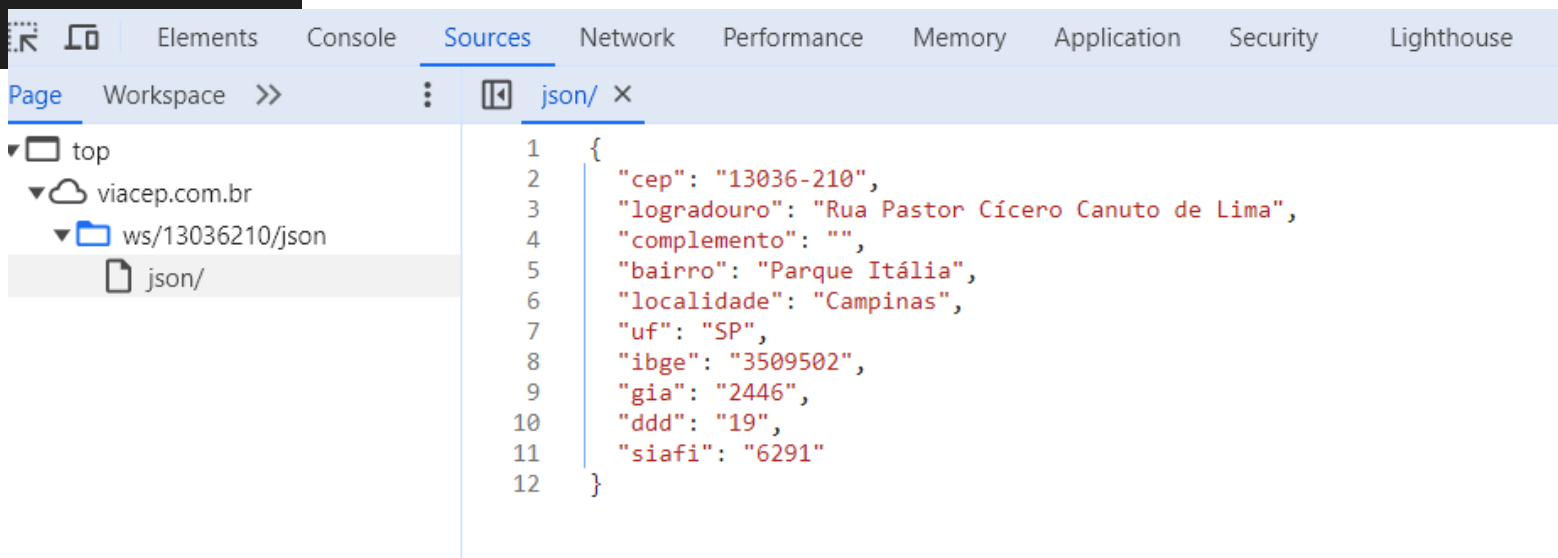 Elements Console Sources Network Performance Memory Application Security Lighthouse
Page Workspace >> json/ ×
top
viacep.com.br
ws/13036210/json
json/
1 {
2 "cep": "13036-210",
3 "logradouro": "Rua Pastor Cícero Canuto de Lima",
4 "complemento": "",
5 "bairro": "Parque Itália",
6 "localidade": "Campinas",
7 "uf": "SP",
8 "ibge": "3509502",
9 "gia": "2446",
10 "ddd": "19",
11 "siafi": "6291"
12 }